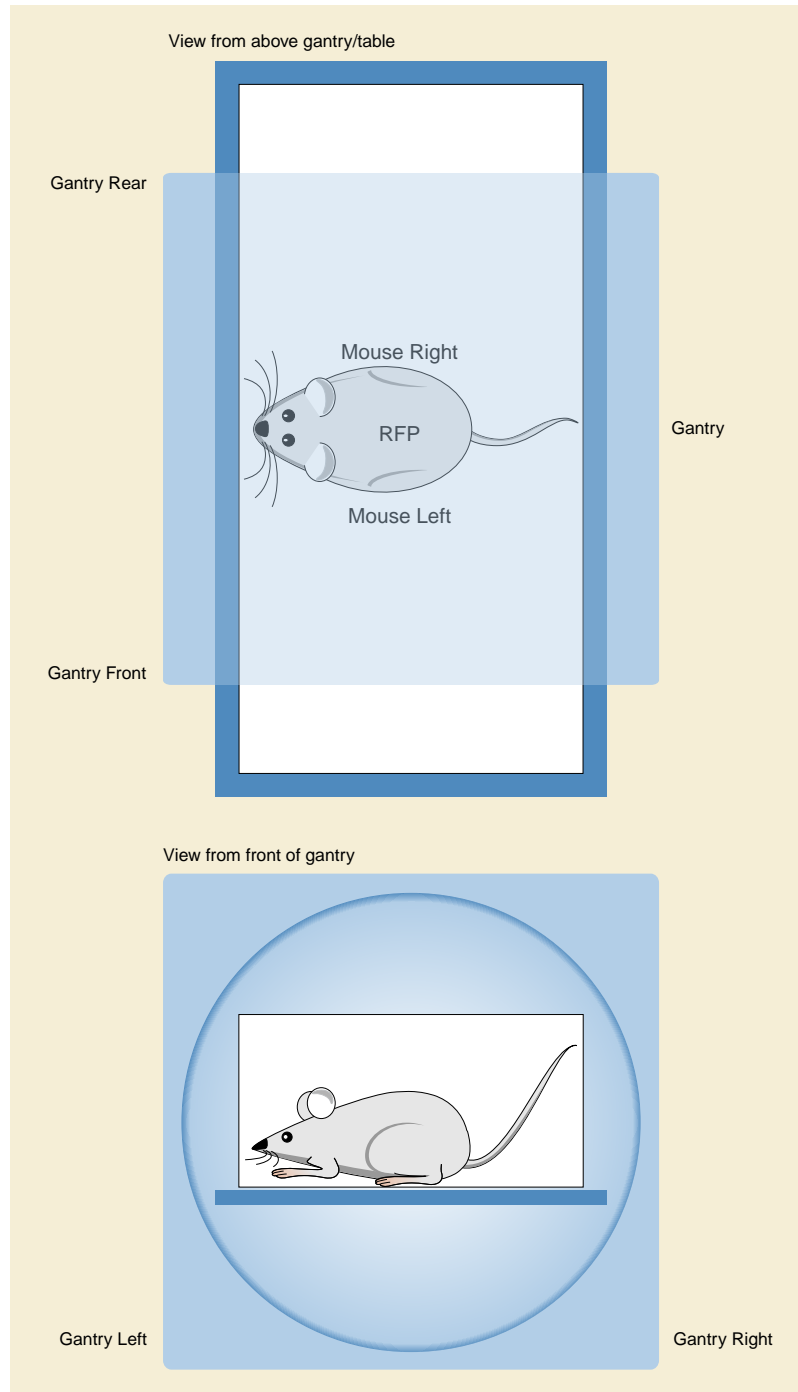 View from above gantry/table
Gantry Rear
Mouse Right
RFP
Gantry
Mouse Left
Gantry Front
View from front of gantry
Gantry Left
Gantry Right